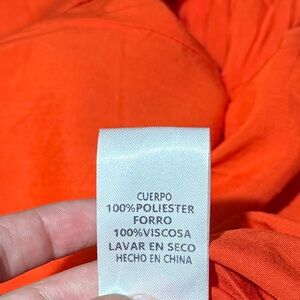 CUERPO
100%POLIESTER
FORRO
100%VISCOSA
LAVAR EN SECO
HECHO EN CHINA